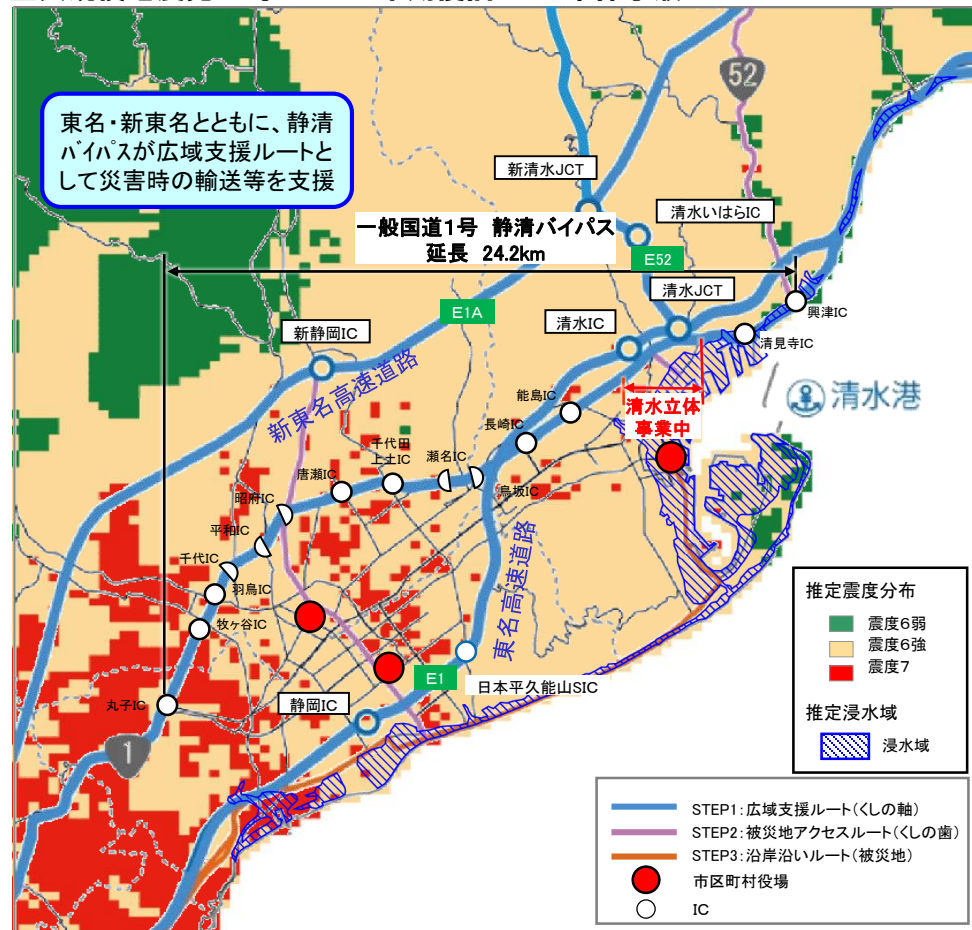 52
東名・新東名とともに、静清
バイパスが広域支援ルートと
して災害時の輸送等を支援
新清水JCT
清水いはらIC
一般国道1号 静清バイパス
延長 24.2km
E52
清水JCT
E1A
清水IC
興津IC
新静岡IC
清見寺IC
新東名高速道路
清水立体
事業中
清水港
能島IC
長崎IC
千代田
上土IC
瀬名IC
唐瀬IC
鳥坂IC
昭府IC
平和IC
千代IC
羽鳥IC
牧ヶ谷IC
東名高速道路
推定震度分布
震度6弱
震度6強
震度7
推定浸水域
浸水域
E1
日本平久能山SIC
丸子IC
静岡IC
1
STEP1：広域支援ルート（くしの軸）
STEP2：被災地アクセスルート（くしの歯）
STEP3：沿岸沿いルート（被災地）
市区町村役場
IC